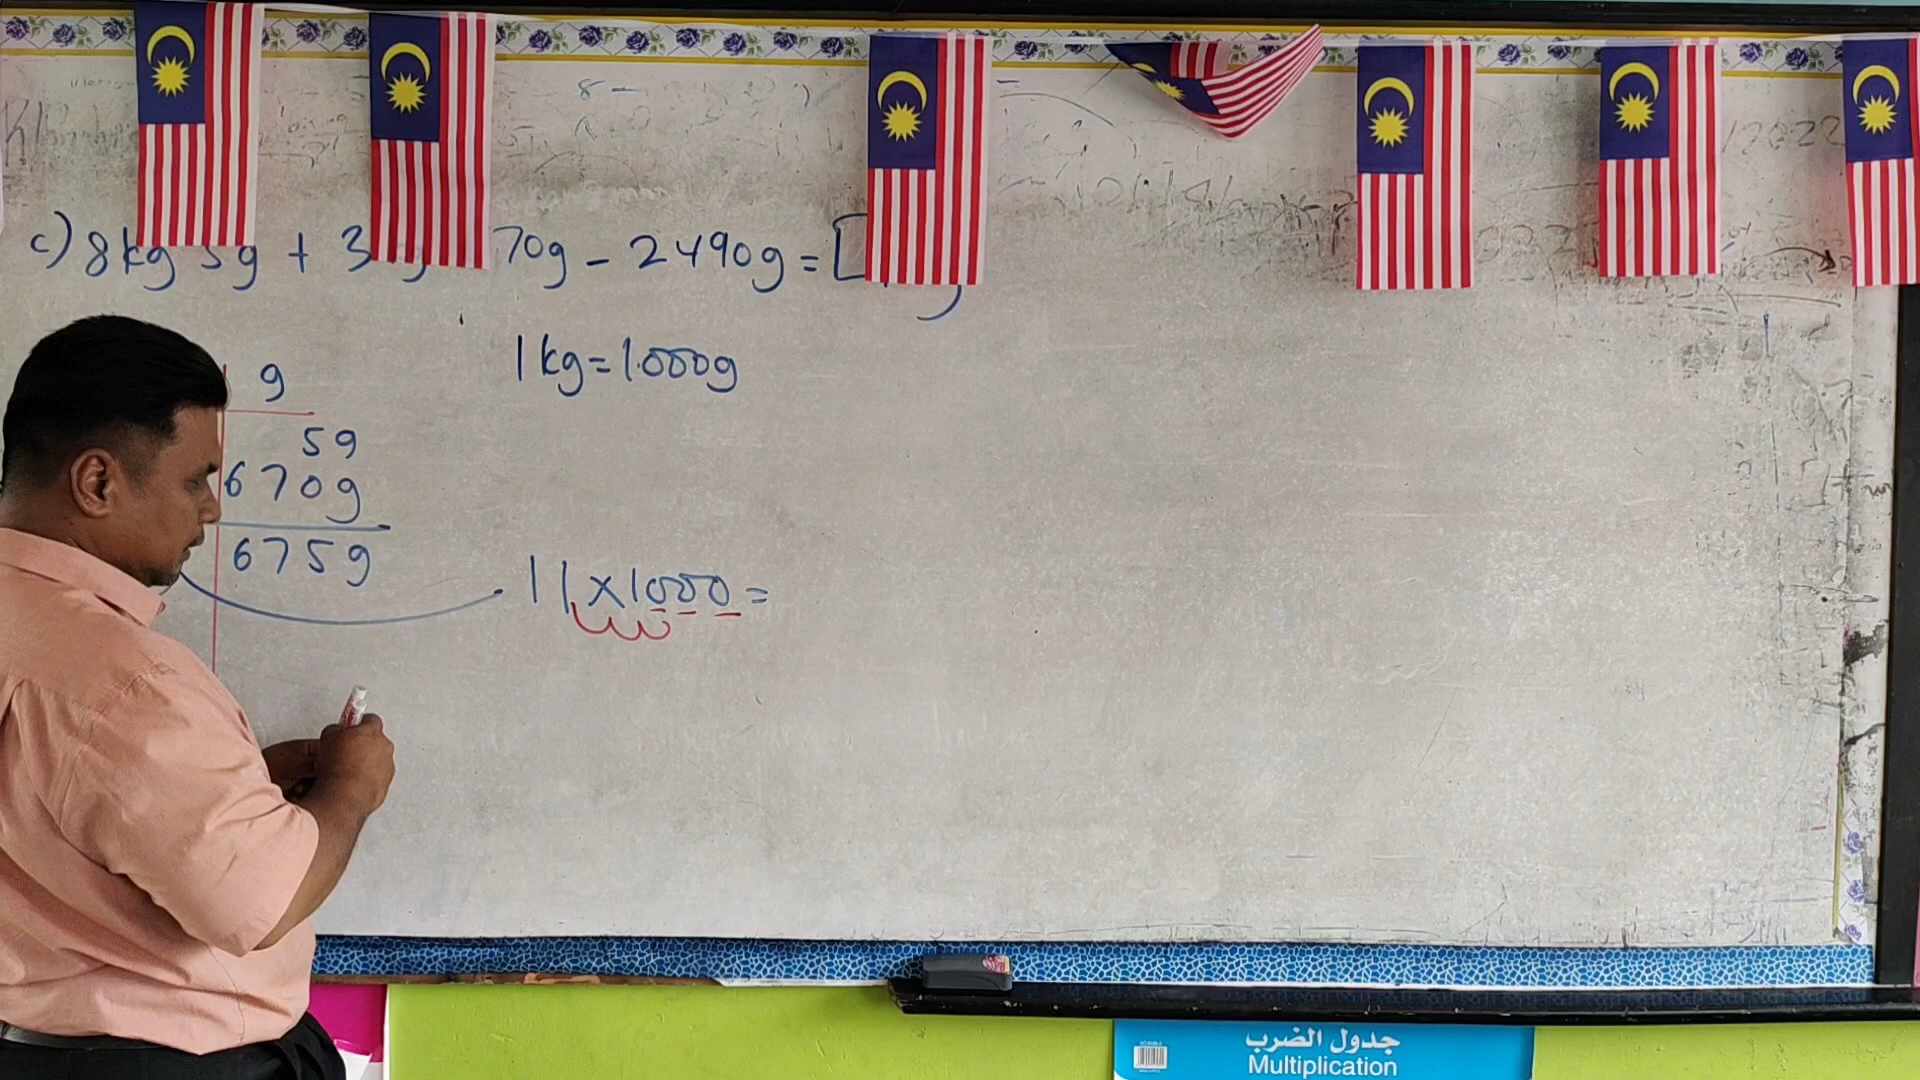 c) 8kg 5g + 3 70g - 2490g =
1kg = 1000g
g
5g
670g
675g
11 x 1000 =
جدول الضرب
Multiplication